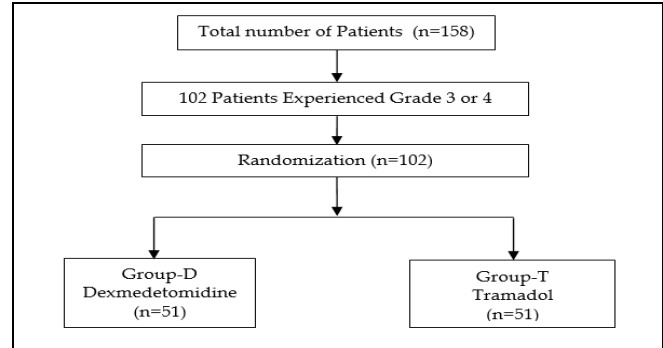 Total number of Patients (n=158)
102 Patients Experienced Grade 3 or 4
Randomization (n=102)
Group-D
Dexmedetomidine
(n=51)
Group-T
Tramadol
(n=51)